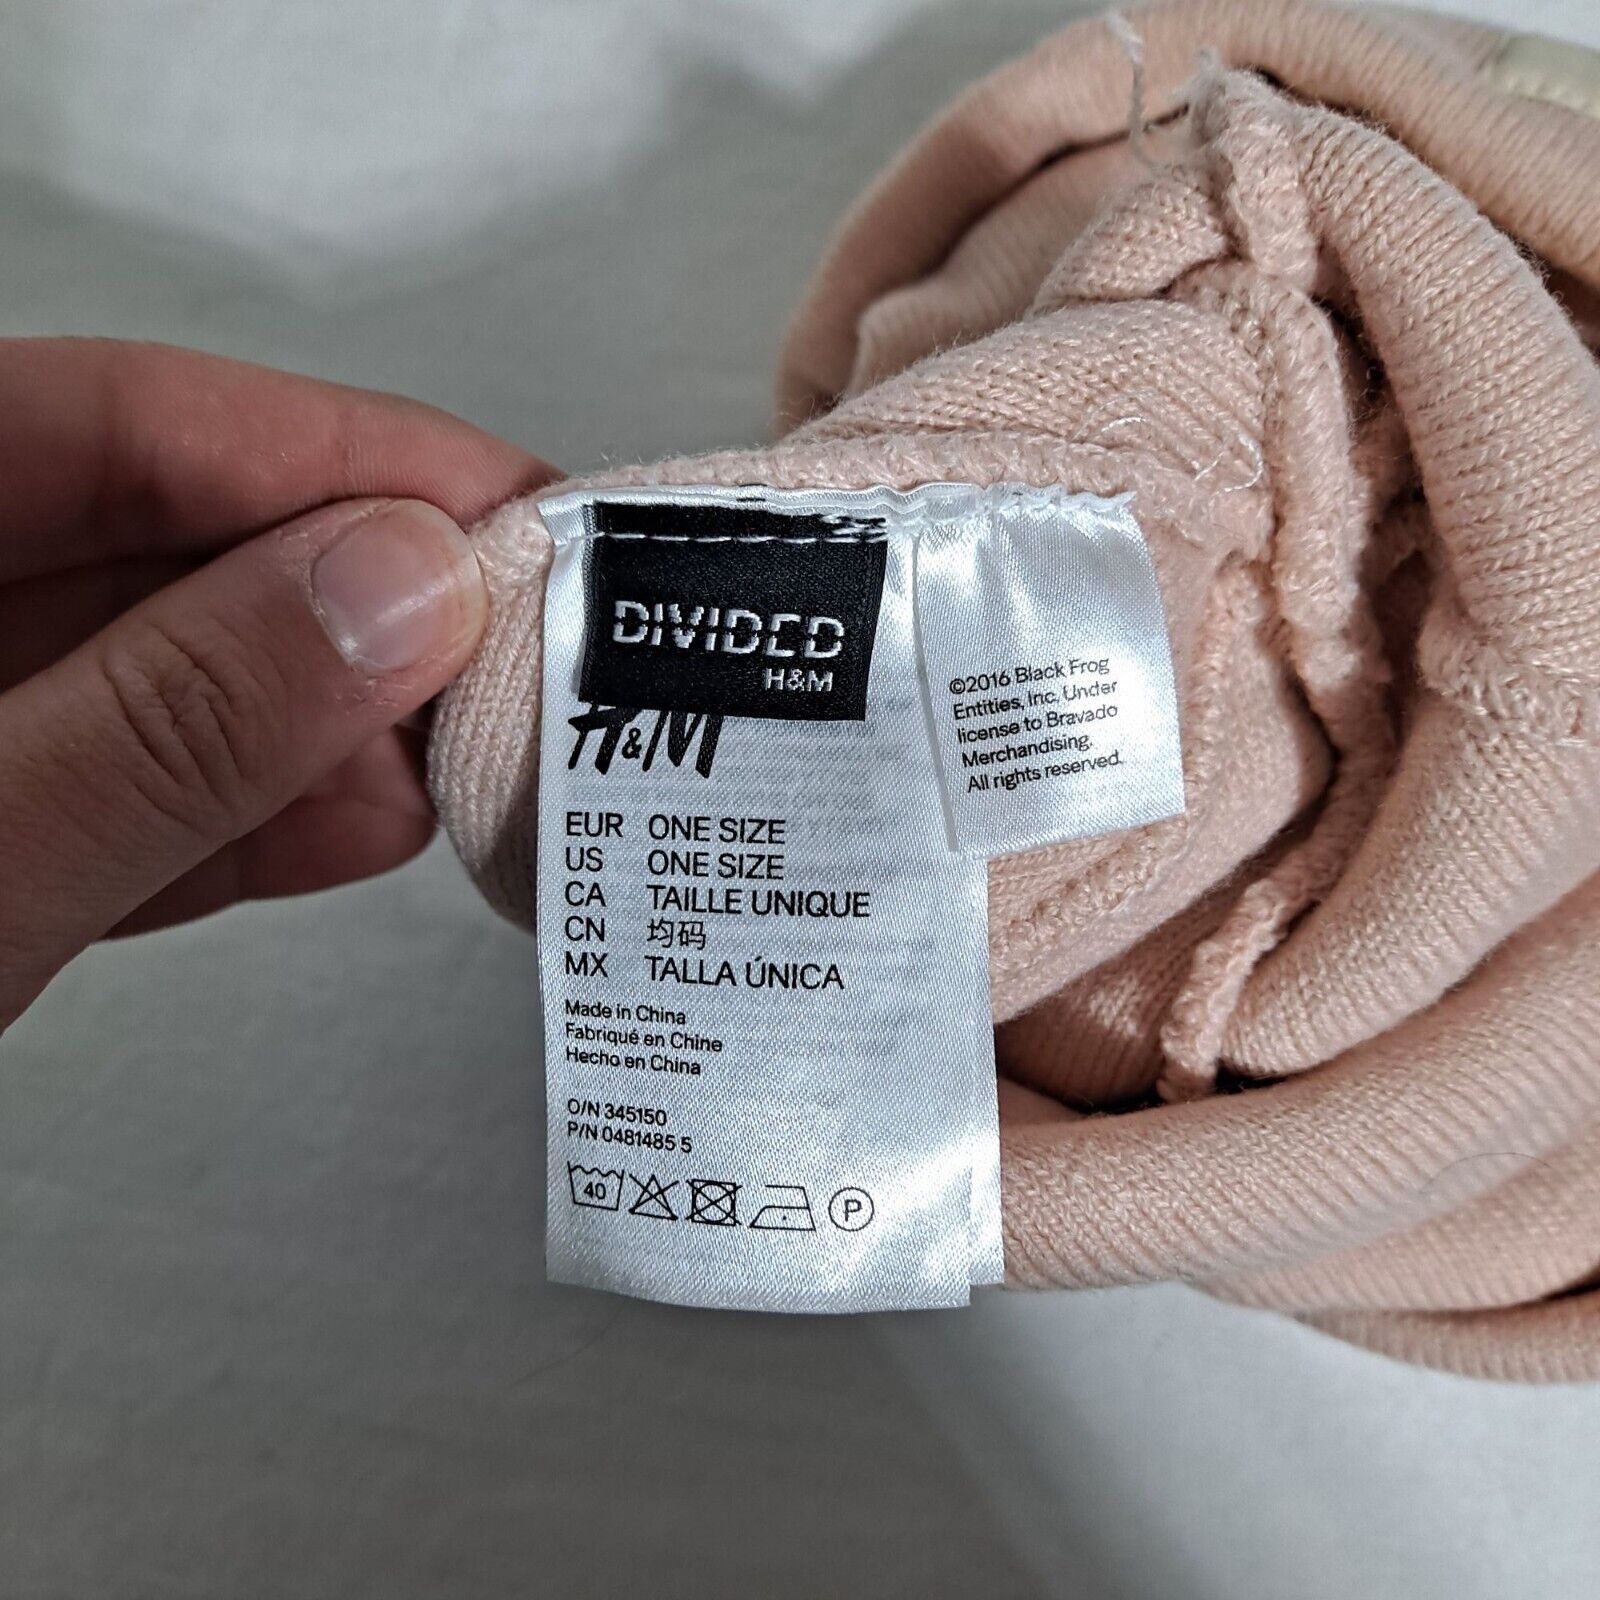 DIVIDED
H&M
H&M
EUR ONE SIZE
US ONE SIZE
CA TAILLE UNIQUE
CN 均码
MX TALLA ÚNICA
Made in China
Fabriqué en Chine
Hecho en China
O/N 345150
P/N 0481485 5
40
P
©2016 Black Frog
Entities, Inc. Under
license to Bravado
Merchandising.
All rights reserved.